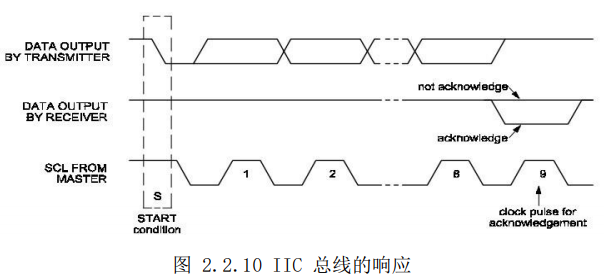 DATA OUTPUT
BY TRANSMITTER
not acknowledge
DATA OUTPUT
BY RECEIVER
acknowledge
SCL FROM
MASTER
1
2
8
9
S
START
condition
clock pulse for
acknowledgement
图 2.2.10 IIC 总线的响应